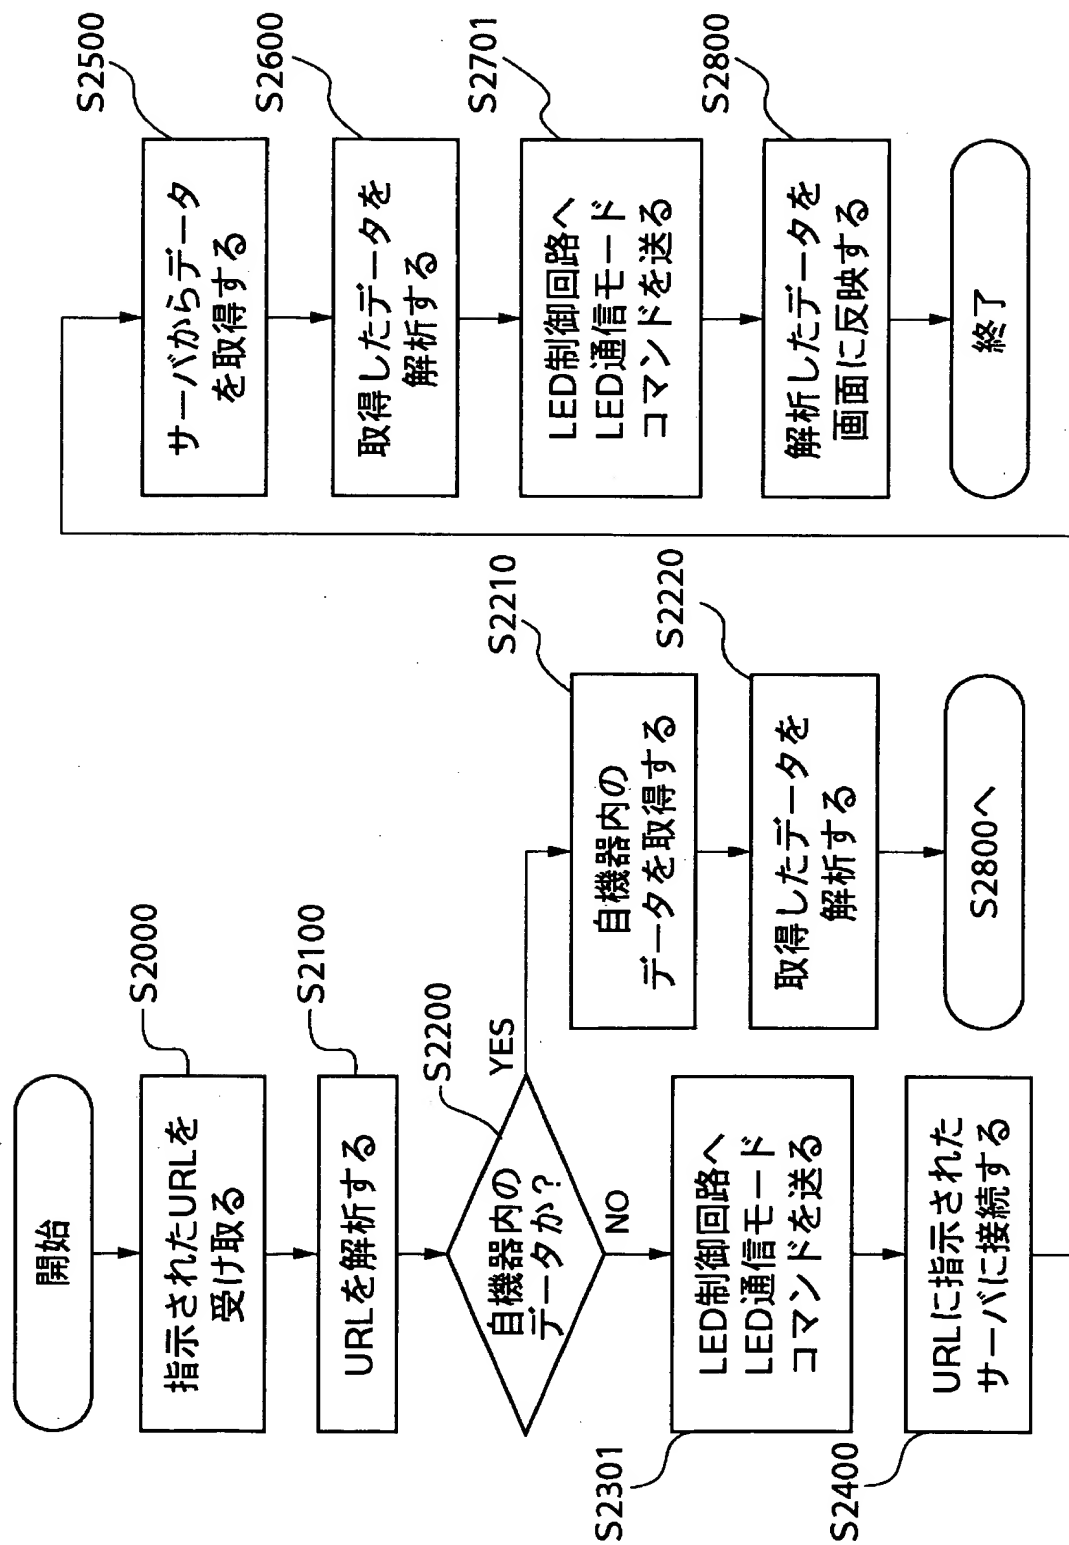 開始
S2000
指示されたURLを
受け取る
S2100
URLを解析する
S2200
自機器内の
データか?
YES
NO
S2210
自機器内の
データを取得する
S2220
取得したデータを
解析する
S2800へ
S2301
LED制御回路へ
LED通信モード
コマンドを送る
S2400
URLに指示された
サーバに接続する
S2500
サーバからデータ
を取得する
S2600
取得したデータを
解析する
S2701
LED制御回路へ
LED通信モード
コマンドを送る
S2800
解析したデータを
画面に反映する
終了